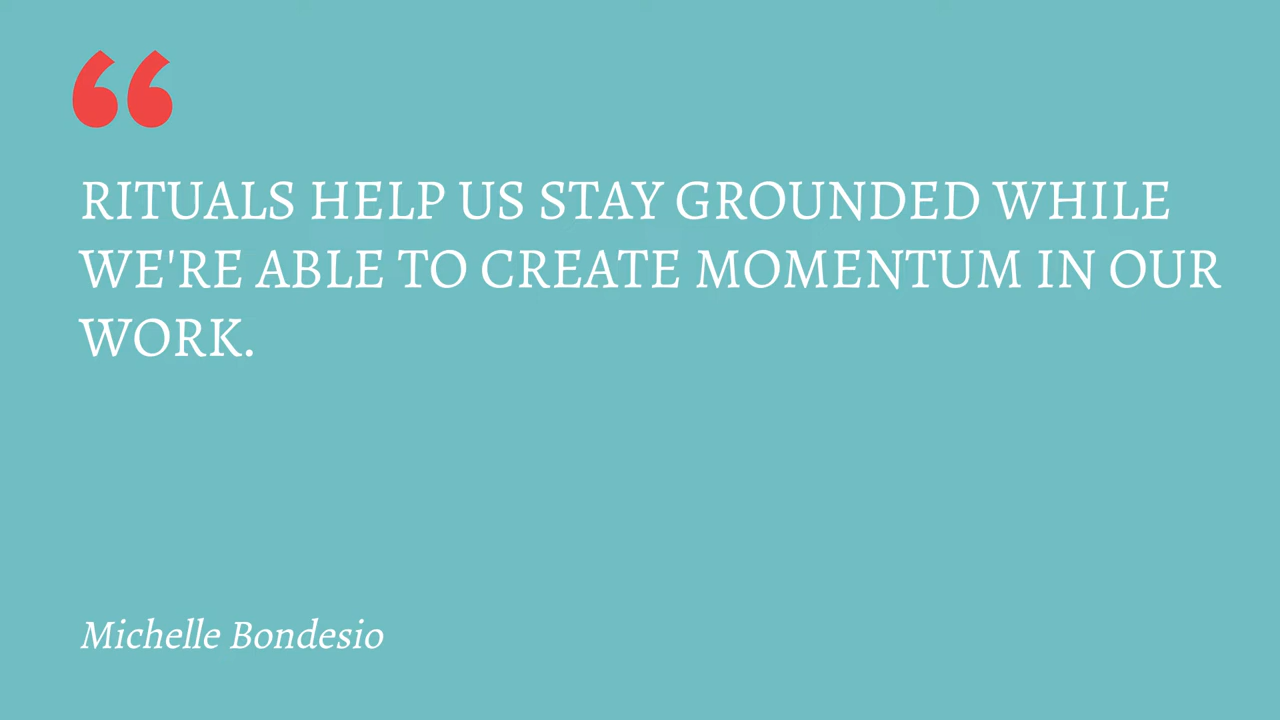 “
RITUALS HELP US STAY GROUNDED WHILE
WE'RE ABLE TO CREATE MOMENTUM IN OUR
WORK.
Michelle Bondesio